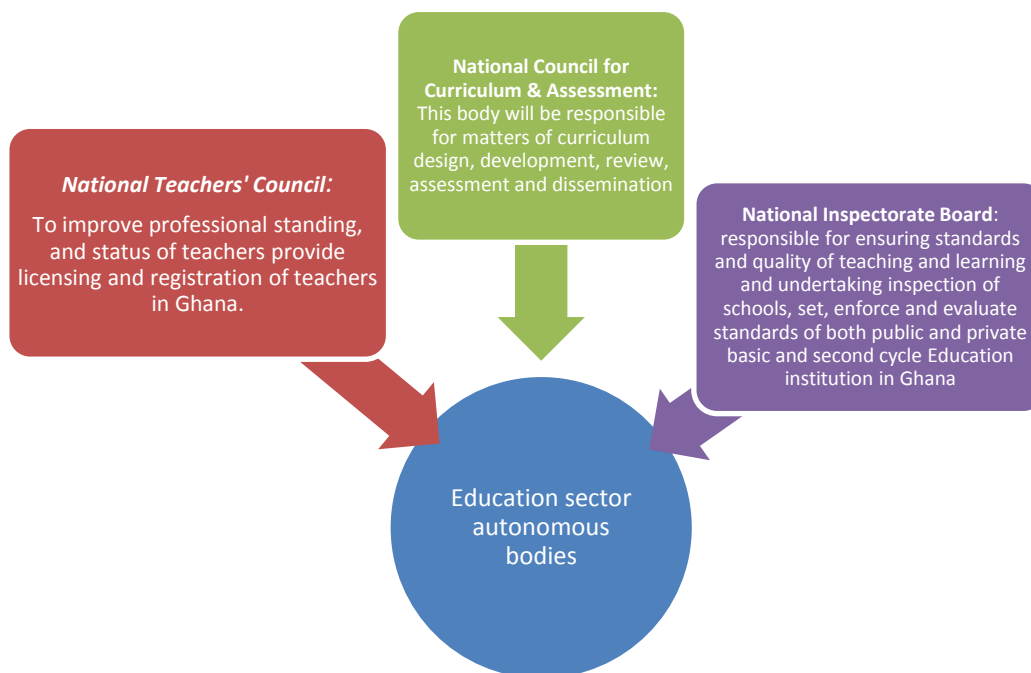 National Council for
Curriculum & Assessment:
This body will be responsible
for matters of curriculum
design, development, review,
assessment and dissemination
National Teachers' Council:
To improve professional standing,
and status of teachers provide
licensing and registration of teachers
in Ghana.
National Inspectorate Board:
responsible for ensuring standards
and quality of teaching and learning
and undertaking inspection of
schools, set, enforce and evaluate
standards of both public and private
basic and second cycle Education
institution in Ghana
Education sector
autonomous
bodies